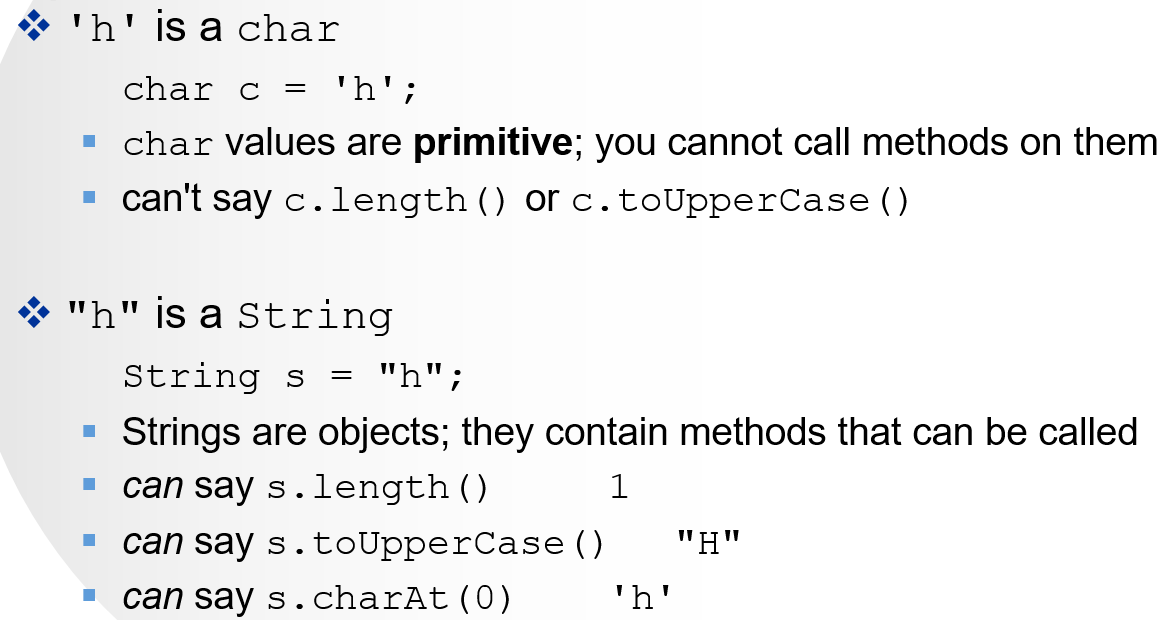 'h' is a char
char c = 'h';
char values are primitive; you cannot call methods on them
can't say c.length() or c.toUpperCase()
"h" is a String
String s = "h";
Strings are objects; they contain methods that can be called
can say s.length() 1
can say s.toUpperCase() "H"
can say s.charAt(0) 'h'